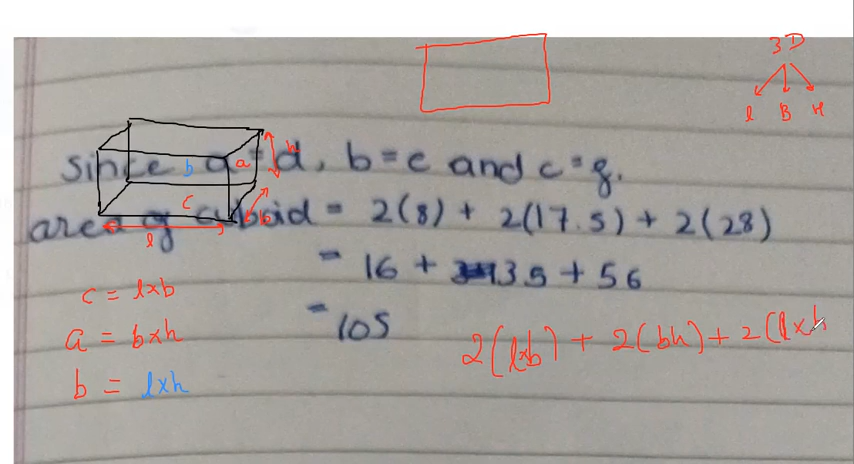 3D
l B H
h
b a
c
b
l
since a = d, b = e and c = f.
area of cuboid = 2(8) + 2(17.5) + 2(28)
= 16 + 35 + 56
= 105
c = l×b
a = b×h
b = l×h
2(l×b) + 2(bh) + 2(l×h